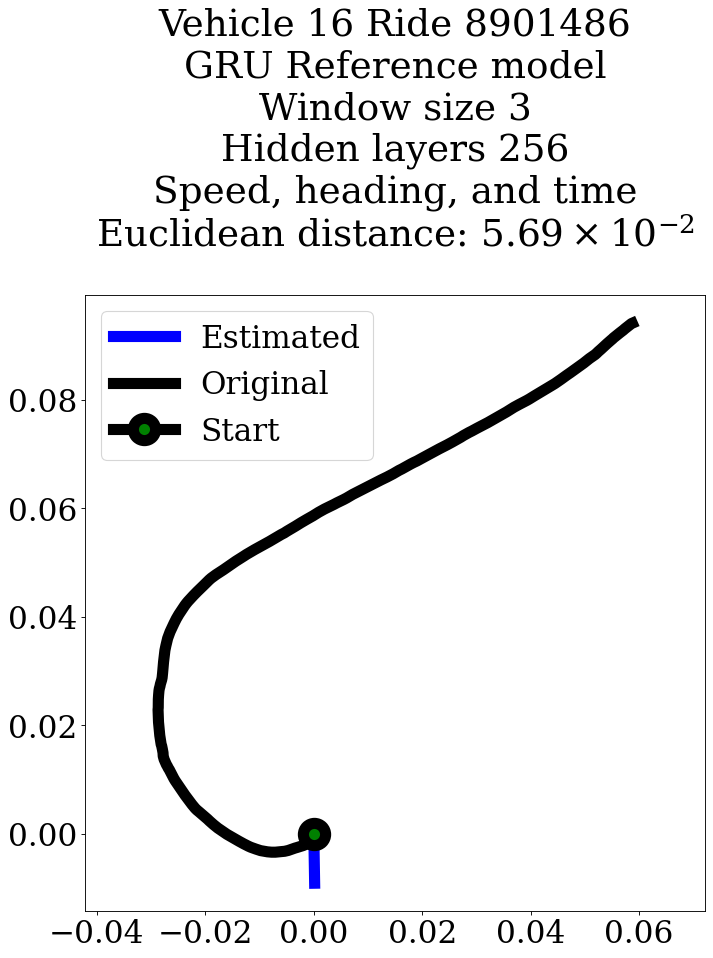 Vehicle 16 Ride 8901486
GRU Reference model
Window size 3
Hidden layers 256
Speed, heading, and time
Euclidean distance: 5.69 × 10⁻²
Estimated
Original
Start
0.08
0.06
0.04
0.02
0.00
−0.04 −0.02 0.00 0.02 0.04 0.06